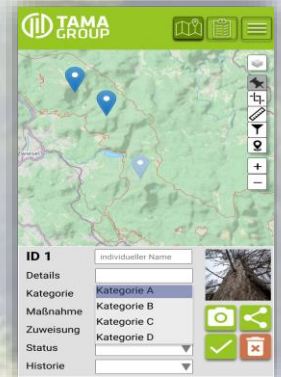 TAMA
GROUP
+
−
ID 1
individueller Name
Details
Kategorie
Kategorie A
Maßnahme
Kategorie B
Kategorie C
Zuweisung
Kategorie D
Status
Historie